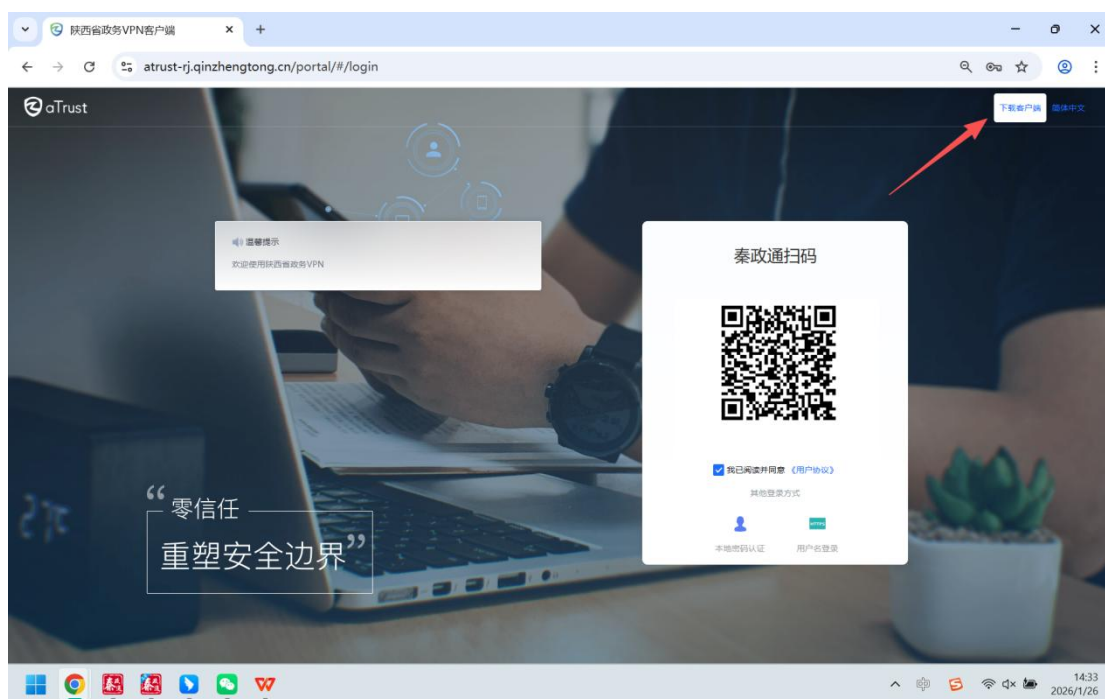 陕西省政务VPN客户端
atrust-rj.qinzhengtong.cn/portal/#/login
aTrust
下载客户端 简体中文
温馨提示
欢迎使用陕西省政务VPN
秦政通扫码
我已阅读并同意 《用户协议》
其他登录方式
本地密码认证 用户名登录
“零信任
重塑安全边界”
中
14:33
2026/1/26